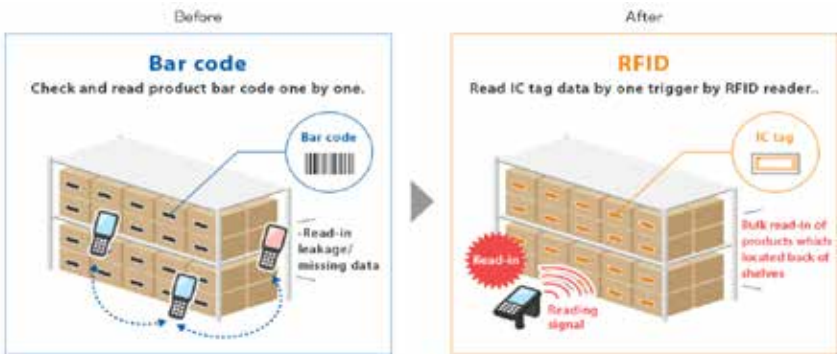 Before
Bar code
Check and read product bar code one by one.
Bar code
-Read-in
leakage/
missing data
After
RFID
Read IC tag data by one trigger by RFID reader..
IC tag
Bulk read-in of
products which
located back of
shelves
Read-in
Reading
signal